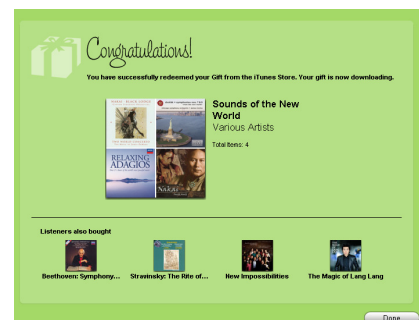 Congratulations!
You have successfully redeemed your Gift from the iTunes Store. Your gift is now downloading.
Sounds of the New
World
Various Artists
Total Items: 4
RELAXING
ADAGIOS
Listeners also bought
Beethoven: Symphony... Stravinsky: The Rite of... New Impossibilities The Magic of Lang Lang
Done